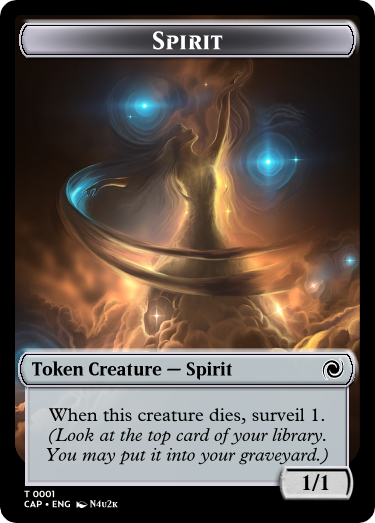 Spirit
Token Creature — Spirit
When this creature dies, surveil 1.
(Look at the top card of your library.
You may put it into your graveyard.)
1/1
T 0001
CAP • ENG N4u2k